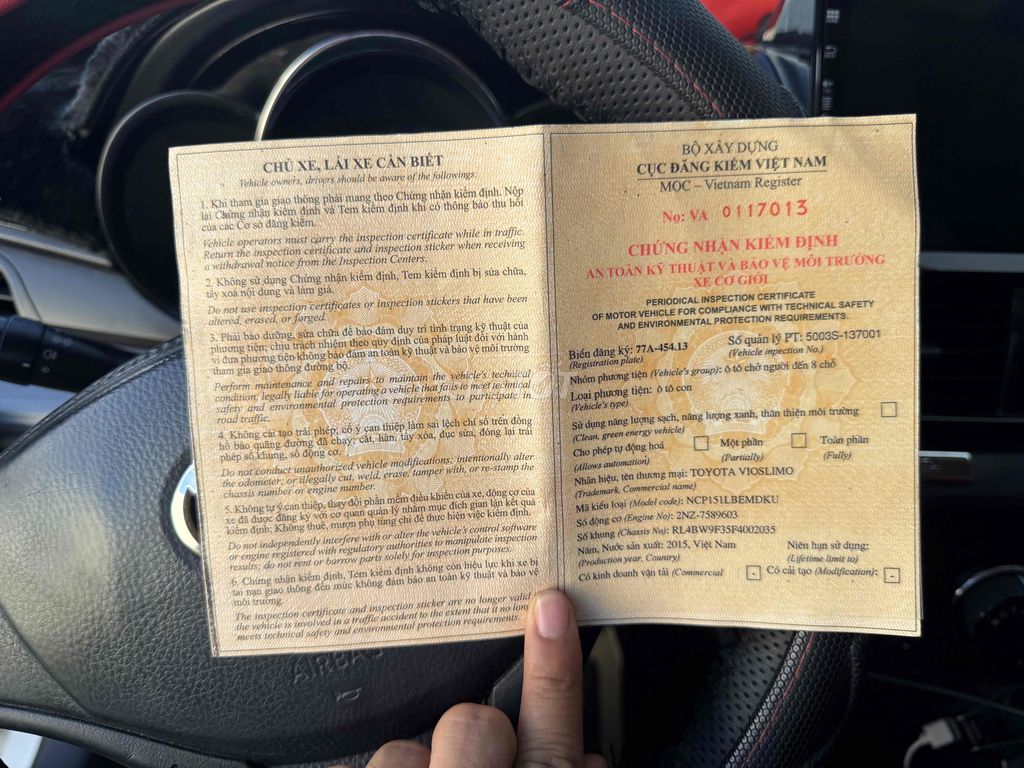 CHỦ XE, LÁI XE CẦN BIẾT
Vehicle owners, drivers should be aware of the followings:
1. Khi tham gia giao thông phải mang theo Chứng nhận kiểm định. Nộp
lại Chứng nhận kiểm định và Tem kiểm định khi có thông báo thu hồi
của các Cơ sở đăng kiểm.
Vehicle operators must carry the inspection certificate while in traffic.
Return the inspection certificate and inspection sticker when receiving
a withdrawal notice from the Inspection Centers.
2. Không sử dụng Chứng nhận kiểm định, Tem kiểm định bị sửa chữa,
tẩy xoá nội dung và làm giả.
Do not use inspection certificates or inspection stickers that have been
altered, erased, or forged.
3. Phải bảo dưỡng, sửa chữa để bảo đảm duy trì tình trạng kỹ thuật của
phương tiện; chịu trách nhiệm theo quy định của pháp luật đối với hành
vi đưa phương tiện không bảo đảm an toàn kỹ thuật và bảo vệ môi trường
tham gia giao thông đường bộ.
Perform maintenance and repairs to maintain the vehicle's technical
condition, legally liable for operating a vehicle that fails to meet technical
safety and environmental protection requirements to participate in
road traffic.
4. Không cải tạo trái phép; cố ý can thiệp làm sai lệch chỉ số trên đồng
hồ báo quãng đường đã chạy; cắt, hàn, tẩy xóa, đục sửa, đóng lại trái
phép số khung, số động cơ.
Do not conduct unauthorized vehicle modifications; intentionally alter
the odometer; or illegally cut, weld, erase, tamper with, or re-stamp the
chassis number or engine number.
5. Không tự ý can thiệp, thay đổi phần mềm điều khiển của xe, động cơ của
xe đã được đăng ký với cơ quan quản lý nhằm mục đích gian lận kết quả
kiểm định; Không thuê, mượn phụ tùng chỉ để thực hiện việc kiểm định.
Do not independently interfere with or alter the vehicle's control software
or engine registered with regulatory authorities to manipulate inspection
results; do not rent or borrow parts solely for inspection purposes.
6. Chứng nhận kiểm định, Tem kiểm định không còn hiệu lực khi xe bị
tai nạn giao thông đến mức không đảm bảo an toàn kỹ thuật và bảo vệ
môi trường.
The inspection certificate and inspection sticker are no longer valid
the vehicle is involved in a traffic accident to the extent that it no long
meets technical safety and environmental protection requirements.
BỘ XÂY DỰNG
CỤC ĐĂNG KIỂM VIỆT NAM
MOC – Vietnam Register
No: VA 0117013
CHỨNG NHẬN KIỂM ĐỊNH
AN TOÀN KỸ THUẬT VÀ BẢO VỆ MÔI TRƯỜNG
XE CƠ GIỚI
PERIODICAL INSPECTION CERTIFICATE
OF MOTOR VEHICLE FOR COMPLIANCE WITH TECHNICAL SAFETY
AND ENVIRONMENTAL PROTECTION REQUIREMENTS.
Biển đăng ký: 77A-454.13 Số quản lý PT: 5003S-137001
(Registration plate) (Vehicle inpection No.)
Nhóm phương tiện (Vehicle's group): ô tô chở người đến 8 chỗ
Loại phương tiện: ô tô con
(Vehicle's type)
Sử dụng năng lượng sạch, năng lượng xanh, thân thiện môi trường
(Clean, green energy vehicle)
Cho phép tự động hoá Một phần Toàn phần
(Allows automation) (Partially) (Fully)
Nhãn hiệu, tên thương mại: TOYOTA VIOSLIMO
(Trademark, Commercial name)
Mã kiểu loại (Model code): NCP151LBEMDKU
Số động cơ (Engine No): 2NZ-7589603
Số khung (Chassis No): RL4BW9F35F4002035
Năm, Nước sản xuất: 2015, Việt Nam Niên hạn sử dụng:
(Production year, Country) (Lifetime limit to)
Có kinh doanh vận tải (Commercial - Có cải tạo (Modification): -
AIRBAG